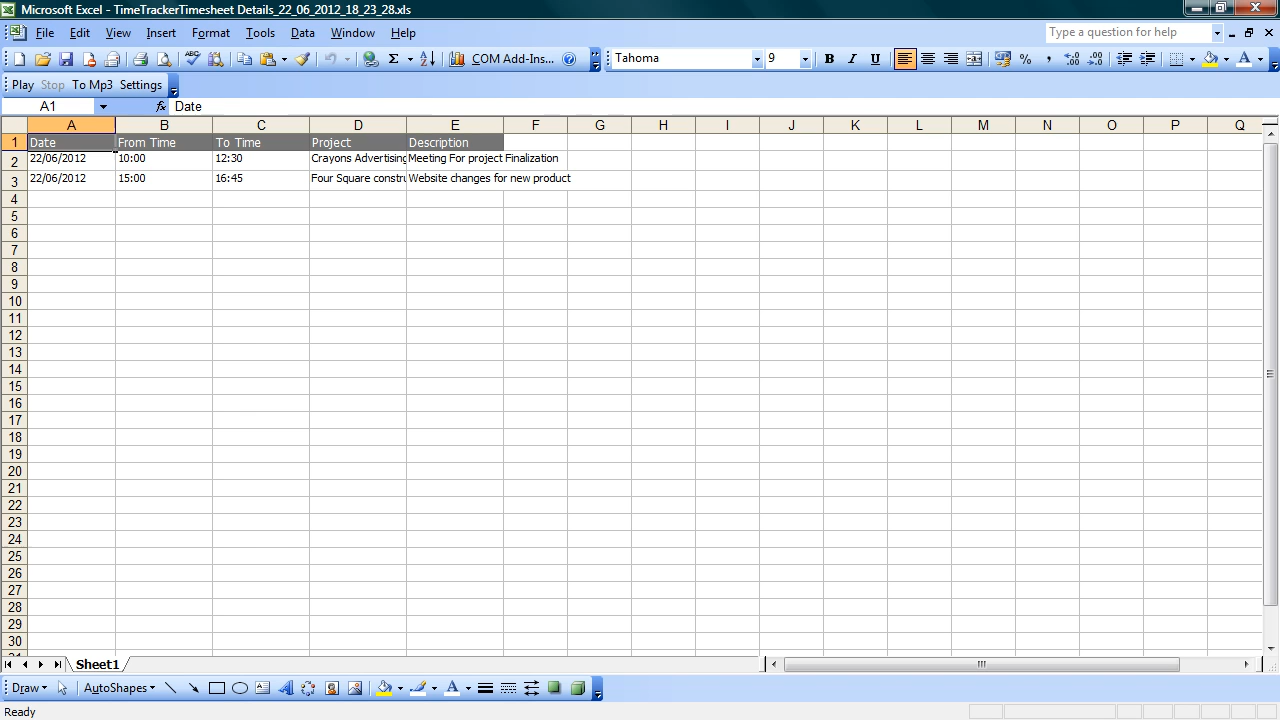 Microsoft Excel - TimeTrackerTimesheet Details_22_06_2012_18_23_28.xls
File Edit View Insert Format Tools Data Window Help Type a question for help
COM Add-Ins... Tahoma 9 B I U
Play Stop To Mp3 Settings
A1 fx Date
A B C D E F G H I J K L M N O P Q
1 Date From Time To Time Project Description
2 22/06/2012 10:00 12:30 Crayons Advertising Meeting For project Finalization
3 22/06/2012 15:00 16:45 Four Square constru Website changes for new product
4
5
6
7
8
9
10
11
12
13
14
15
16
17
18
19
20
21
22
23
24
25
26
27
28
29
30
Sheet1
Draw AutoShapes
Ready